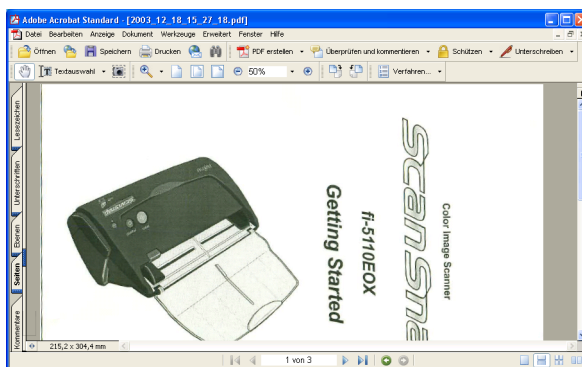 Adobe Acrobat Standard - [2003_12_18_15_27_18.pdf]
Datei Bearbeiten Anzeige Dokument Werkzeuge Erweitert Fenster Hilfe
Öffnen Speichern Drucken PDF erstellen Überprüfen und kommentieren Schützen Unterschreiben
Textauswahl 50% Verfahren...
Lesezeichen
Unterschriften
Ebenen
Seiten
Kommentare
Color Image Scanner
ScanSna
fi-5110EOX
Getting Started
215,2 x 304,4 mm
1 von 3